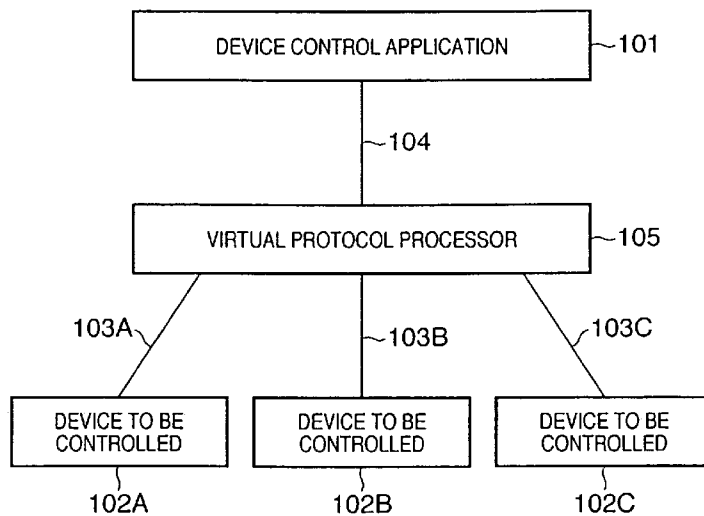 DEVICE CONTROL APPLICATION
101
104
VIRTUAL PROTOCOL PROCESSOR
105
103A
103B
103C
DEVICE TO BE
CONTROLLED
DEVICE TO BE
CONTROLLED
DEVICE TO BE
CONTROLLED
102A
102B
102C